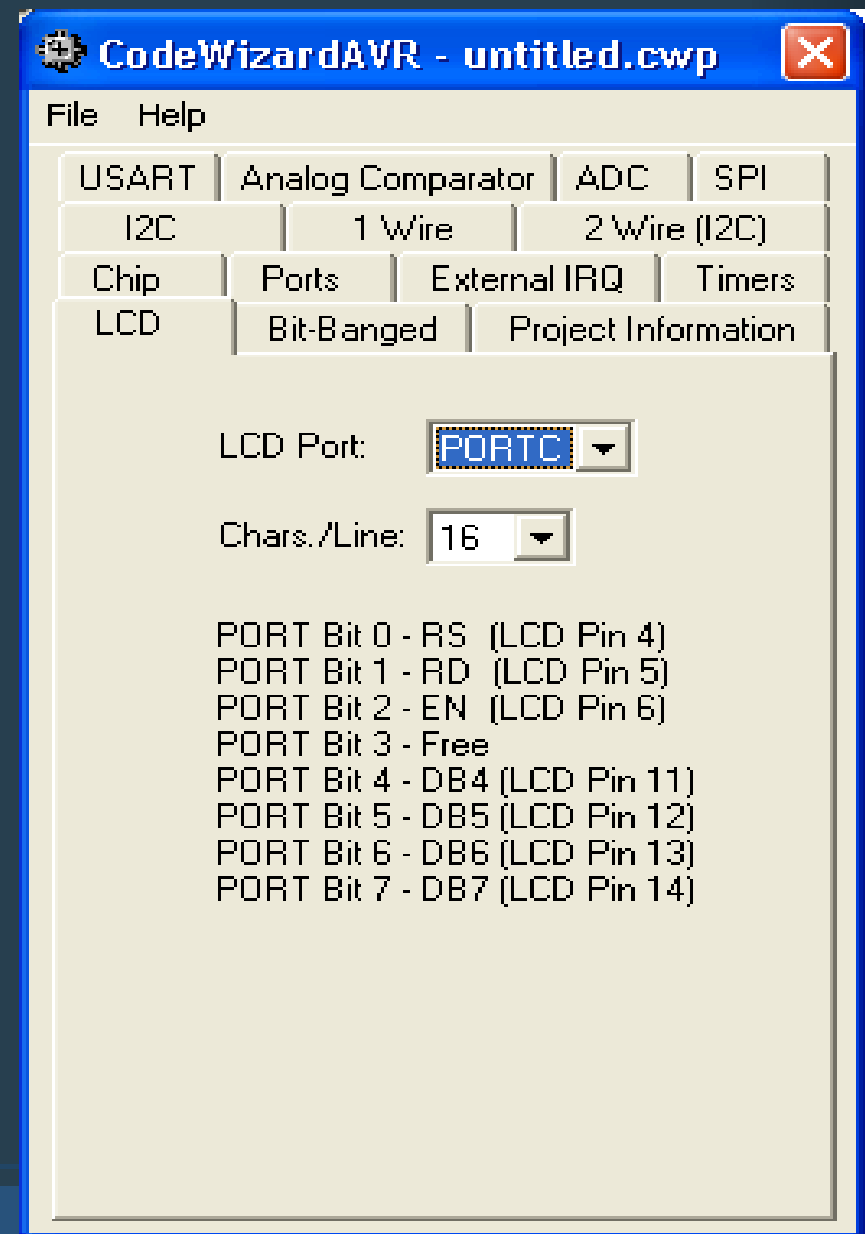 CodeWizardAVR - untitled.cwp
File Help
USART Analog Comparator ADC SPI
I2C 1 Wire 2 Wire (I2C)
Chip Ports External IRQ Timers
LCD Bit-Banged Project Information
LCD Port: PORTC
Chars./Line: 16
PORT Bit 0 - RS (LCD Pin 4)
PORT Bit 1 - RD (LCD Pin 5)
PORT Bit 2 - EN (LCD Pin 6)
PORT Bit 3 - Free
PORT Bit 4 - DB4 (LCD Pin 11)
PORT Bit 5 - DB5 (LCD Pin 12)
PORT Bit 6 - DB6 (LCD Pin 13)
PORT Bit 7 - DB7 (LCD Pin 14)